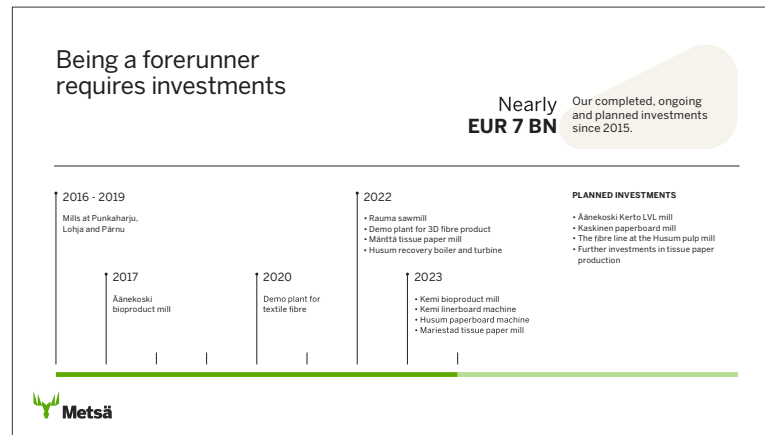 Being a forerunner
requires investments
Nearly
EUR 7 BN
Our completed, ongoing
and planned investments
since 2015.
2016 - 2019
Mills at Punkaharju,
Lohja and Pärnu
2017
Äänekoski
bioproduct mill
2020
Demo plant for
textile fibre
2022
• Rauma sawmill
• Demo plant for 3D fibre product
• Mänttä tissue paper mill
• Husum recovery boiler and turbine
2023
• Kemi bioproduct mill
• Kemi linerboard machine
• Husum paperboard machine
• Mariestad tissue paper mill
PLANNED INVESTMENTS
• Äänekoski Kerto LVL mill
• Kaskinen paperboard mill
• The fibre line at the Husum pulp mill
• Further investments in tissue paper
production
Metsä